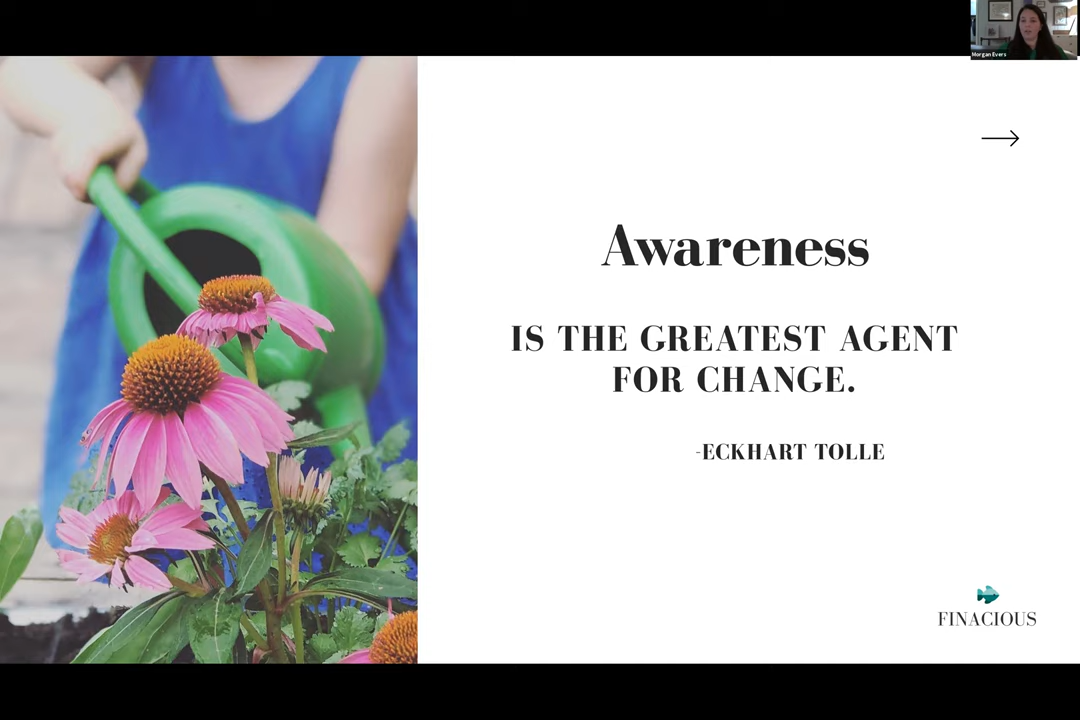 Morgan Evers
Awareness
IS THE GREATEST AGENT
FOR CHANGE.
-ECKHART TOLLE
FINACIOUS